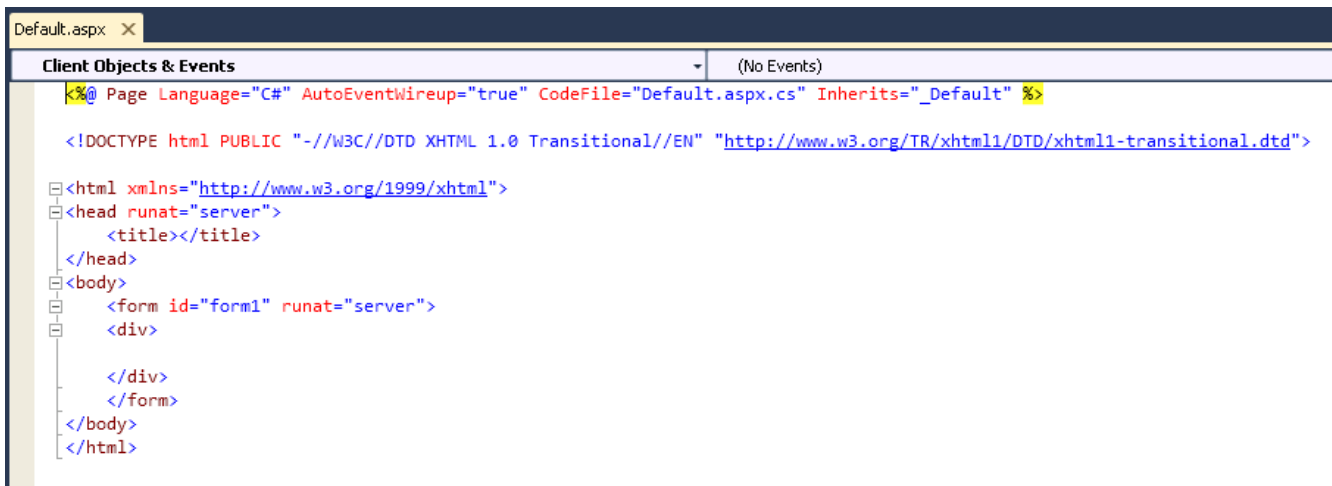 Default.aspx
Client Objects & Events (No Events)
<%@ Page Language="C#" AutoEventWireup="true" CodeFile="Default.aspx.cs" Inherits="_Default" %>
<!DOCTYPE html PUBLIC "-//W3C//DTD XHTML 1.0 Transitional//EN" "http://www.w3.org/TR/xhtml1/DTD/xhtml1-transitional.dtd">
<html xmlns="http://www.w3.org/1999/xhtml">
<head runat="server">
<title></title>
</head>
<body>
<form id="form1" runat="server">
<div>
</div>
</form>
</body>
</html>